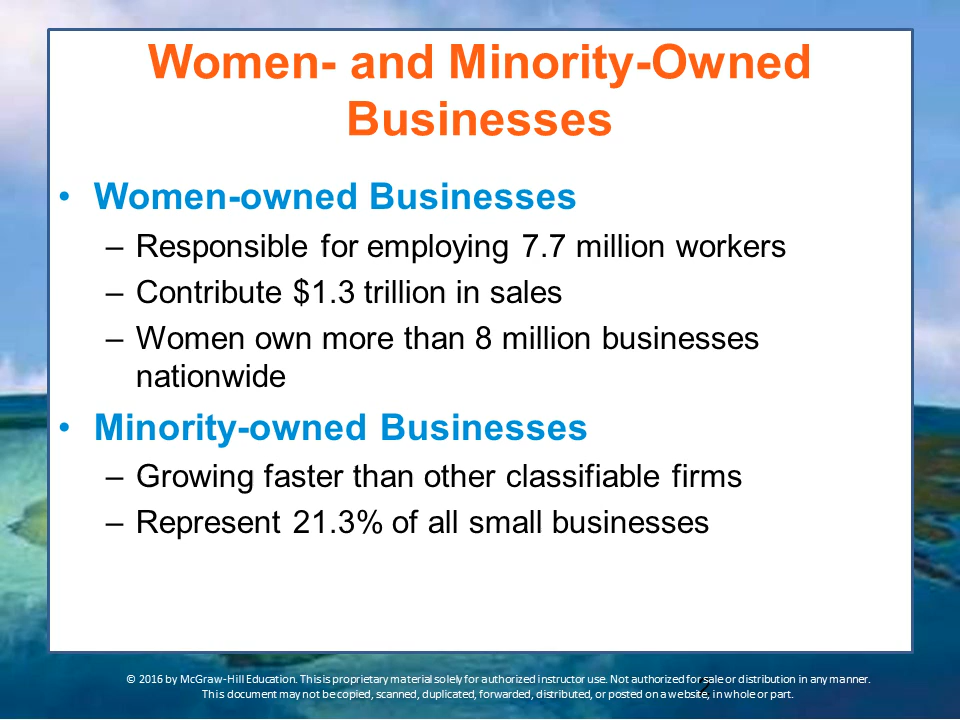 Women- and Minority-Owned
Businesses
• Women-owned Businesses
– Responsible for employing 7.7 million workers
– Contribute $1.3 trillion in sales
– Women own more than 8 million businesses
nationwide
• Minority-owned Businesses
– Growing faster than other classifiable firms
– Represent 21.3% of all small businesses
© 2016 by McGraw-Hill Education. This is proprietary material solely for authorized instructor use. Not authorized for sale or distribution in any manner.
This document may not be copied, scanned, duplicated, forwarded, distributed, or posted on a website, in whole or part.